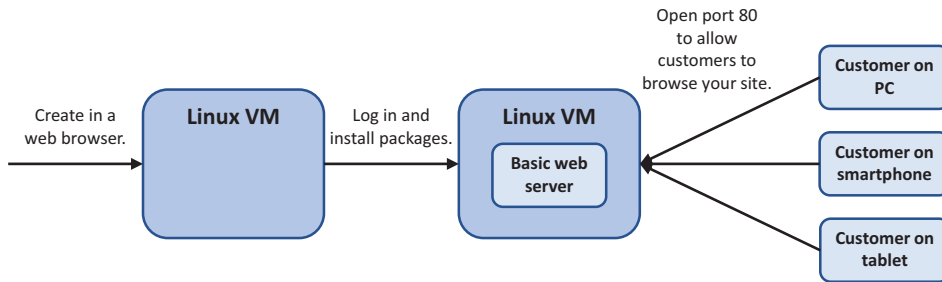 Create in a
web browser.
Linux VM
Log in and
install packages.
Linux VM
Basic web
server
Open port 80
to allow
customers to
browse your site.
Customer on
PC
Customer on
smartphone
Customer on
tablet